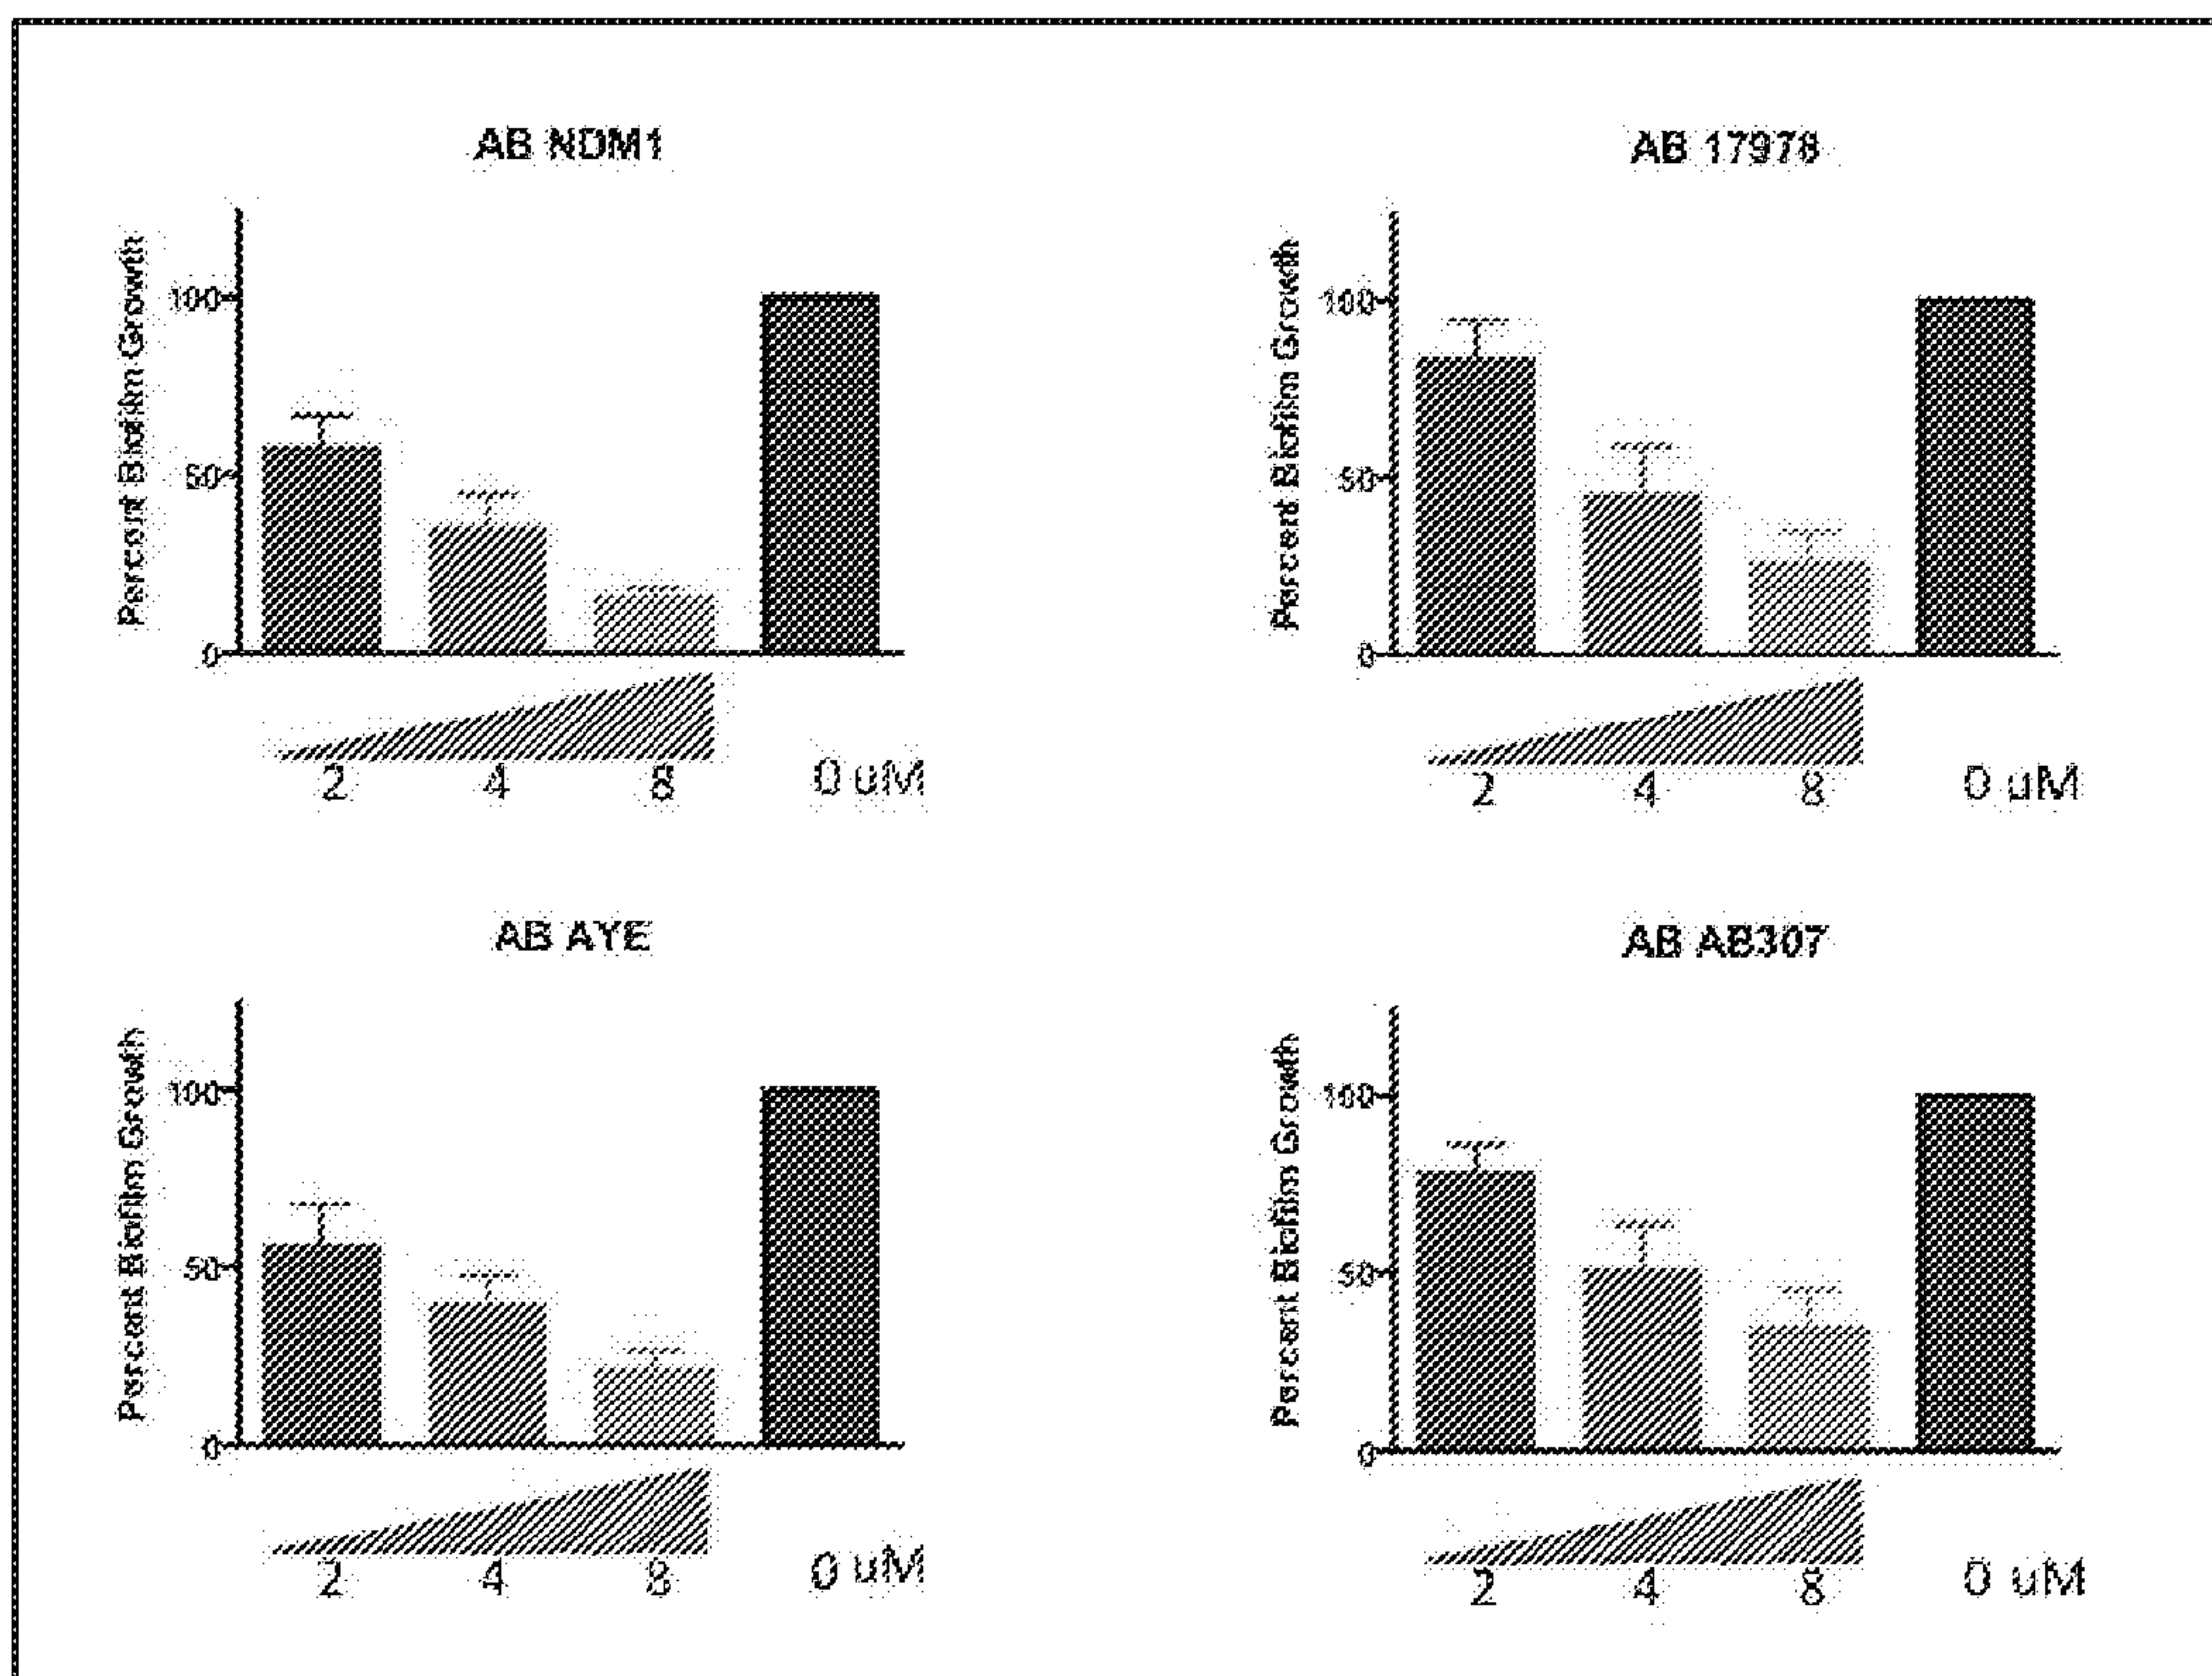 AB NDM1
Percent Biofilm Growth
100
50
0
2 4 8 0 uM
AB 17978
Percent Biofilm Growth
100
50
0
2 4 8 0 uM
AB AYE
Percent Biofilm Growth
100
50
0
2 4 8 0 uM
AB AB307
Percent Biofilm Growth
100
50
0
2 4 8 0 uM